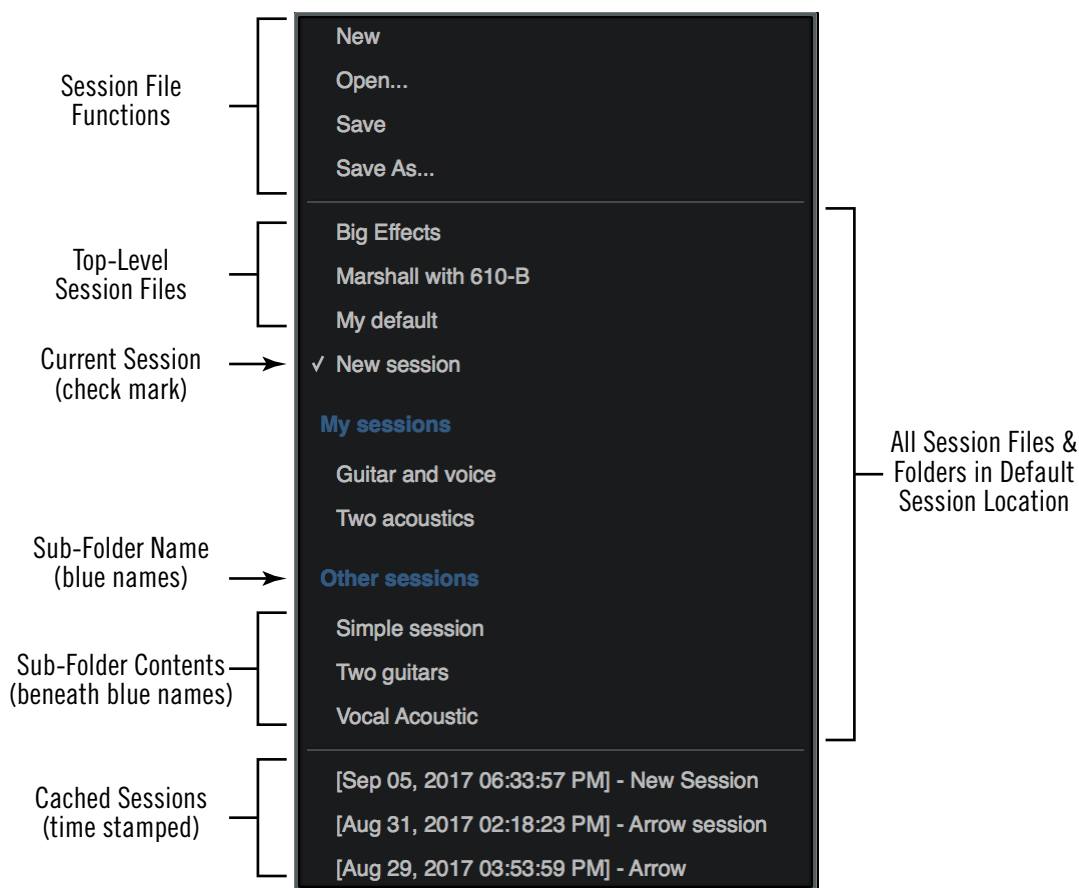 Session File
Functions
New
Open...
Save
Save As...
Top-Level
Session Files
Big Effects
Marshall with 610-B
My default
Current Session
(check mark)
✓ New session
My sessions
Guitar and voice
Two acoustics
All Session Files &
Folders in Default
Session Location
Sub-Folder Name
(blue names)
Other sessions
Sub-Folder Contents
(beneath blue names)
Simple session
Two guitars
Vocal Acoustic
Cached Sessions
(time stamped)
[Sep 05, 2017 06:33:57 PM] - New Session
[Aug 31, 2017 02:18:23 PM] - Arrow session
[Aug 29, 2017 03:53:59 PM] - Arrow